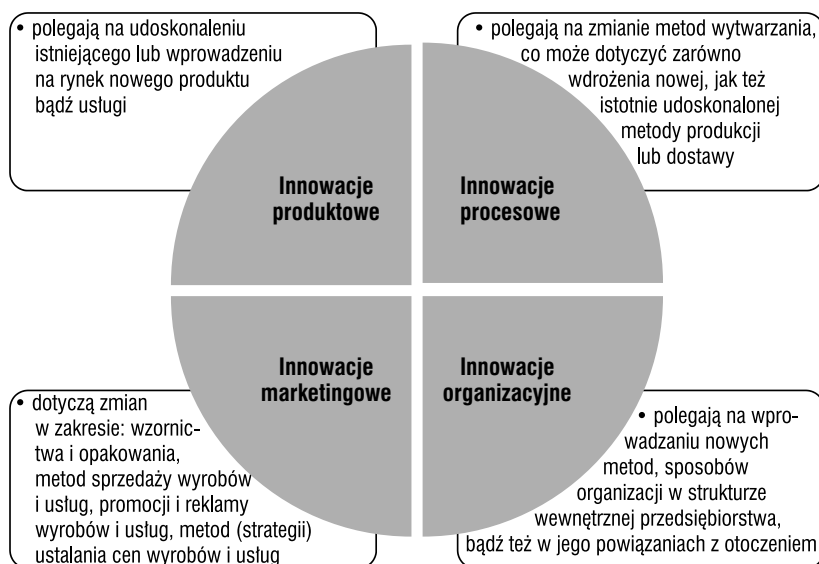 • polegają na udoskonaleniu
istniejącego lub wprowadzeniu
na rynek nowego produktu
bądź usługi
• polegają na zmianie metod wytwarzania,
co może dotyczyć zarówno
wdrożenia nowej, jak też
istotnie udoskonalonej
metody produkcji
lub dostawy
Innowacje
produktowe
Innowacje
procesowe
Innowacje
marketingowe
Innowacje
organizacyjne
• dotyczą zmian
w zakresie: wzornic-
twa i opakowania,
metod sprzedaży wyrobów
i usług, promocji i reklamy
wyrobów i usług, metod (strategii)
ustalania cen wyrobów i usług
• polegają na wpro-
wadzaniu nowych
metod, sposobów
organizacji w strukturze
wewnętrznej przedsiębiorstwa,
bądź też w jego powiązaniach z otoczeniem